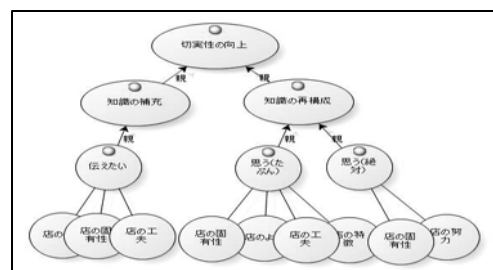 切実性の向上
親
親
知識の補充
知識の再構成
親
親
親
伝えたい
思う(た
ぶん)
思う(絶対)
店の
店の固
有性
店の工
夫
店の固
有性
店のよ
店の工
夫
店の特
徴
店の固
有性
店の努
力